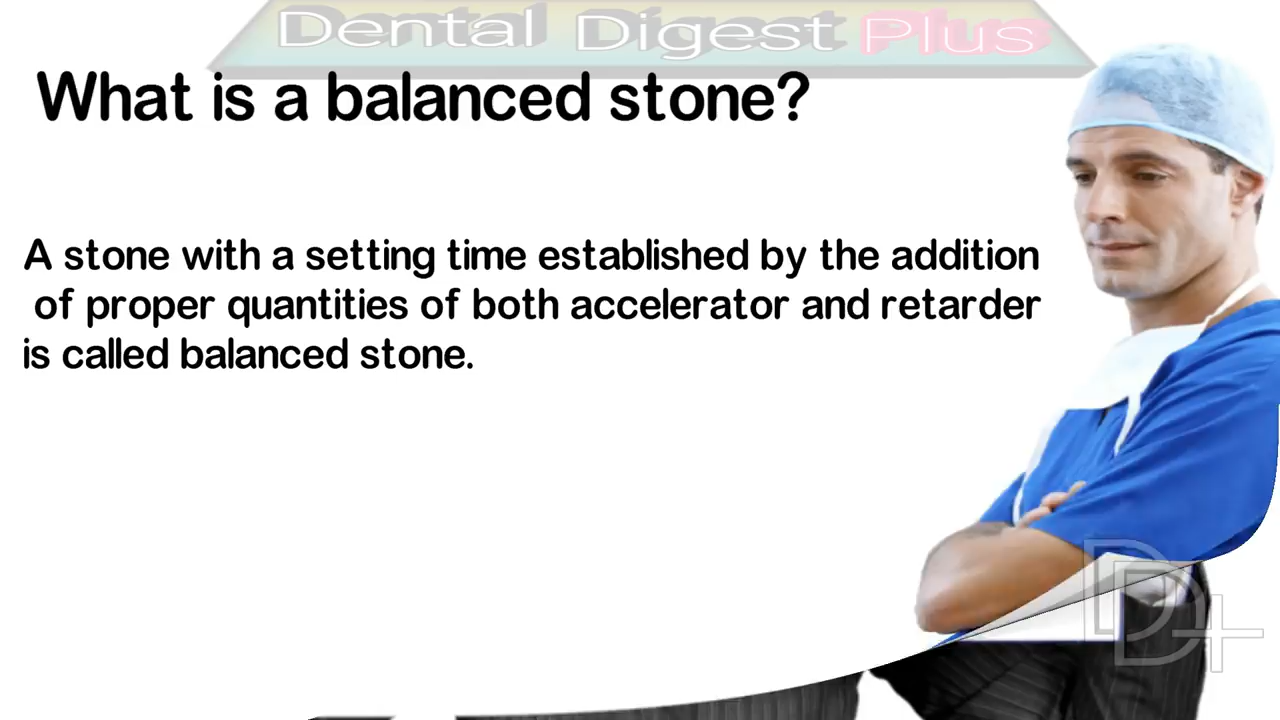 Dental Digest Plus
What is a balanced stone?
A stone with a setting time established by the addition
of proper quantities of both accelerator and retarder
is called balanced stone.
D D+